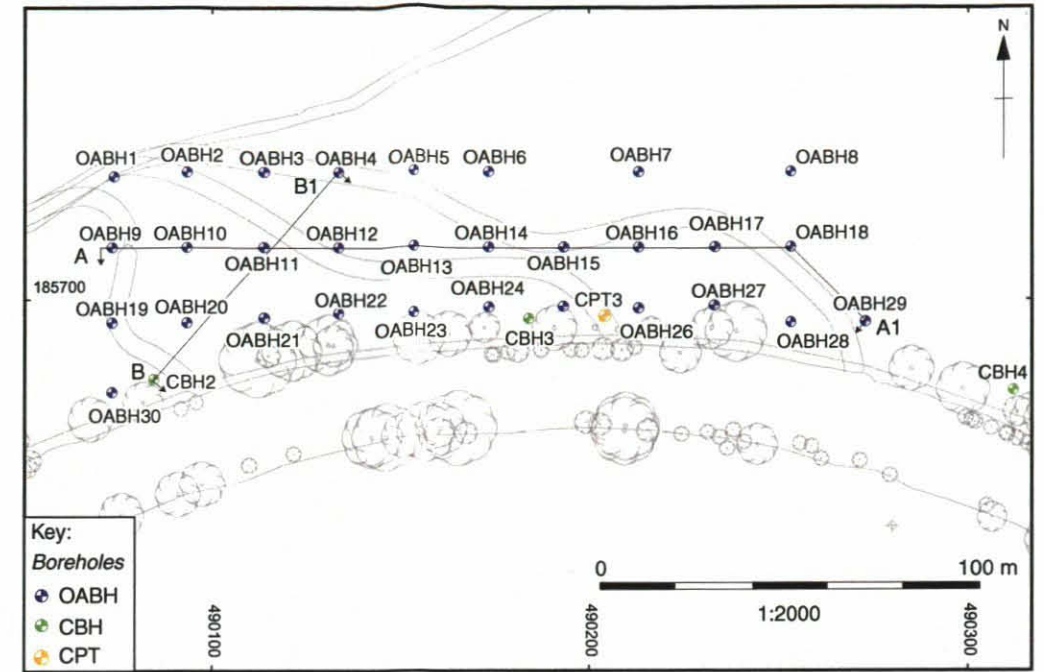 N
OABH1 OABH2 OABH3 OABH4 OABH5 OABH6 OABH7 OABH8
B1
OABH9 OABH10 OABH12 OABH14 OABH16 OABH17 OABH18
A
OABH11 OABH13 OABH15
185700
OABH19 OABH20 OABH22 OABH24 CPT3 OABH27 OABH29
A1
OABH21 OABH23 CBH3 OABH26 OABH28
B CBH2 CBH4
OABH30
Key:
Boreholes
OABH
CBH
CPT
0 100 m
1:2000
490100 490200 490300